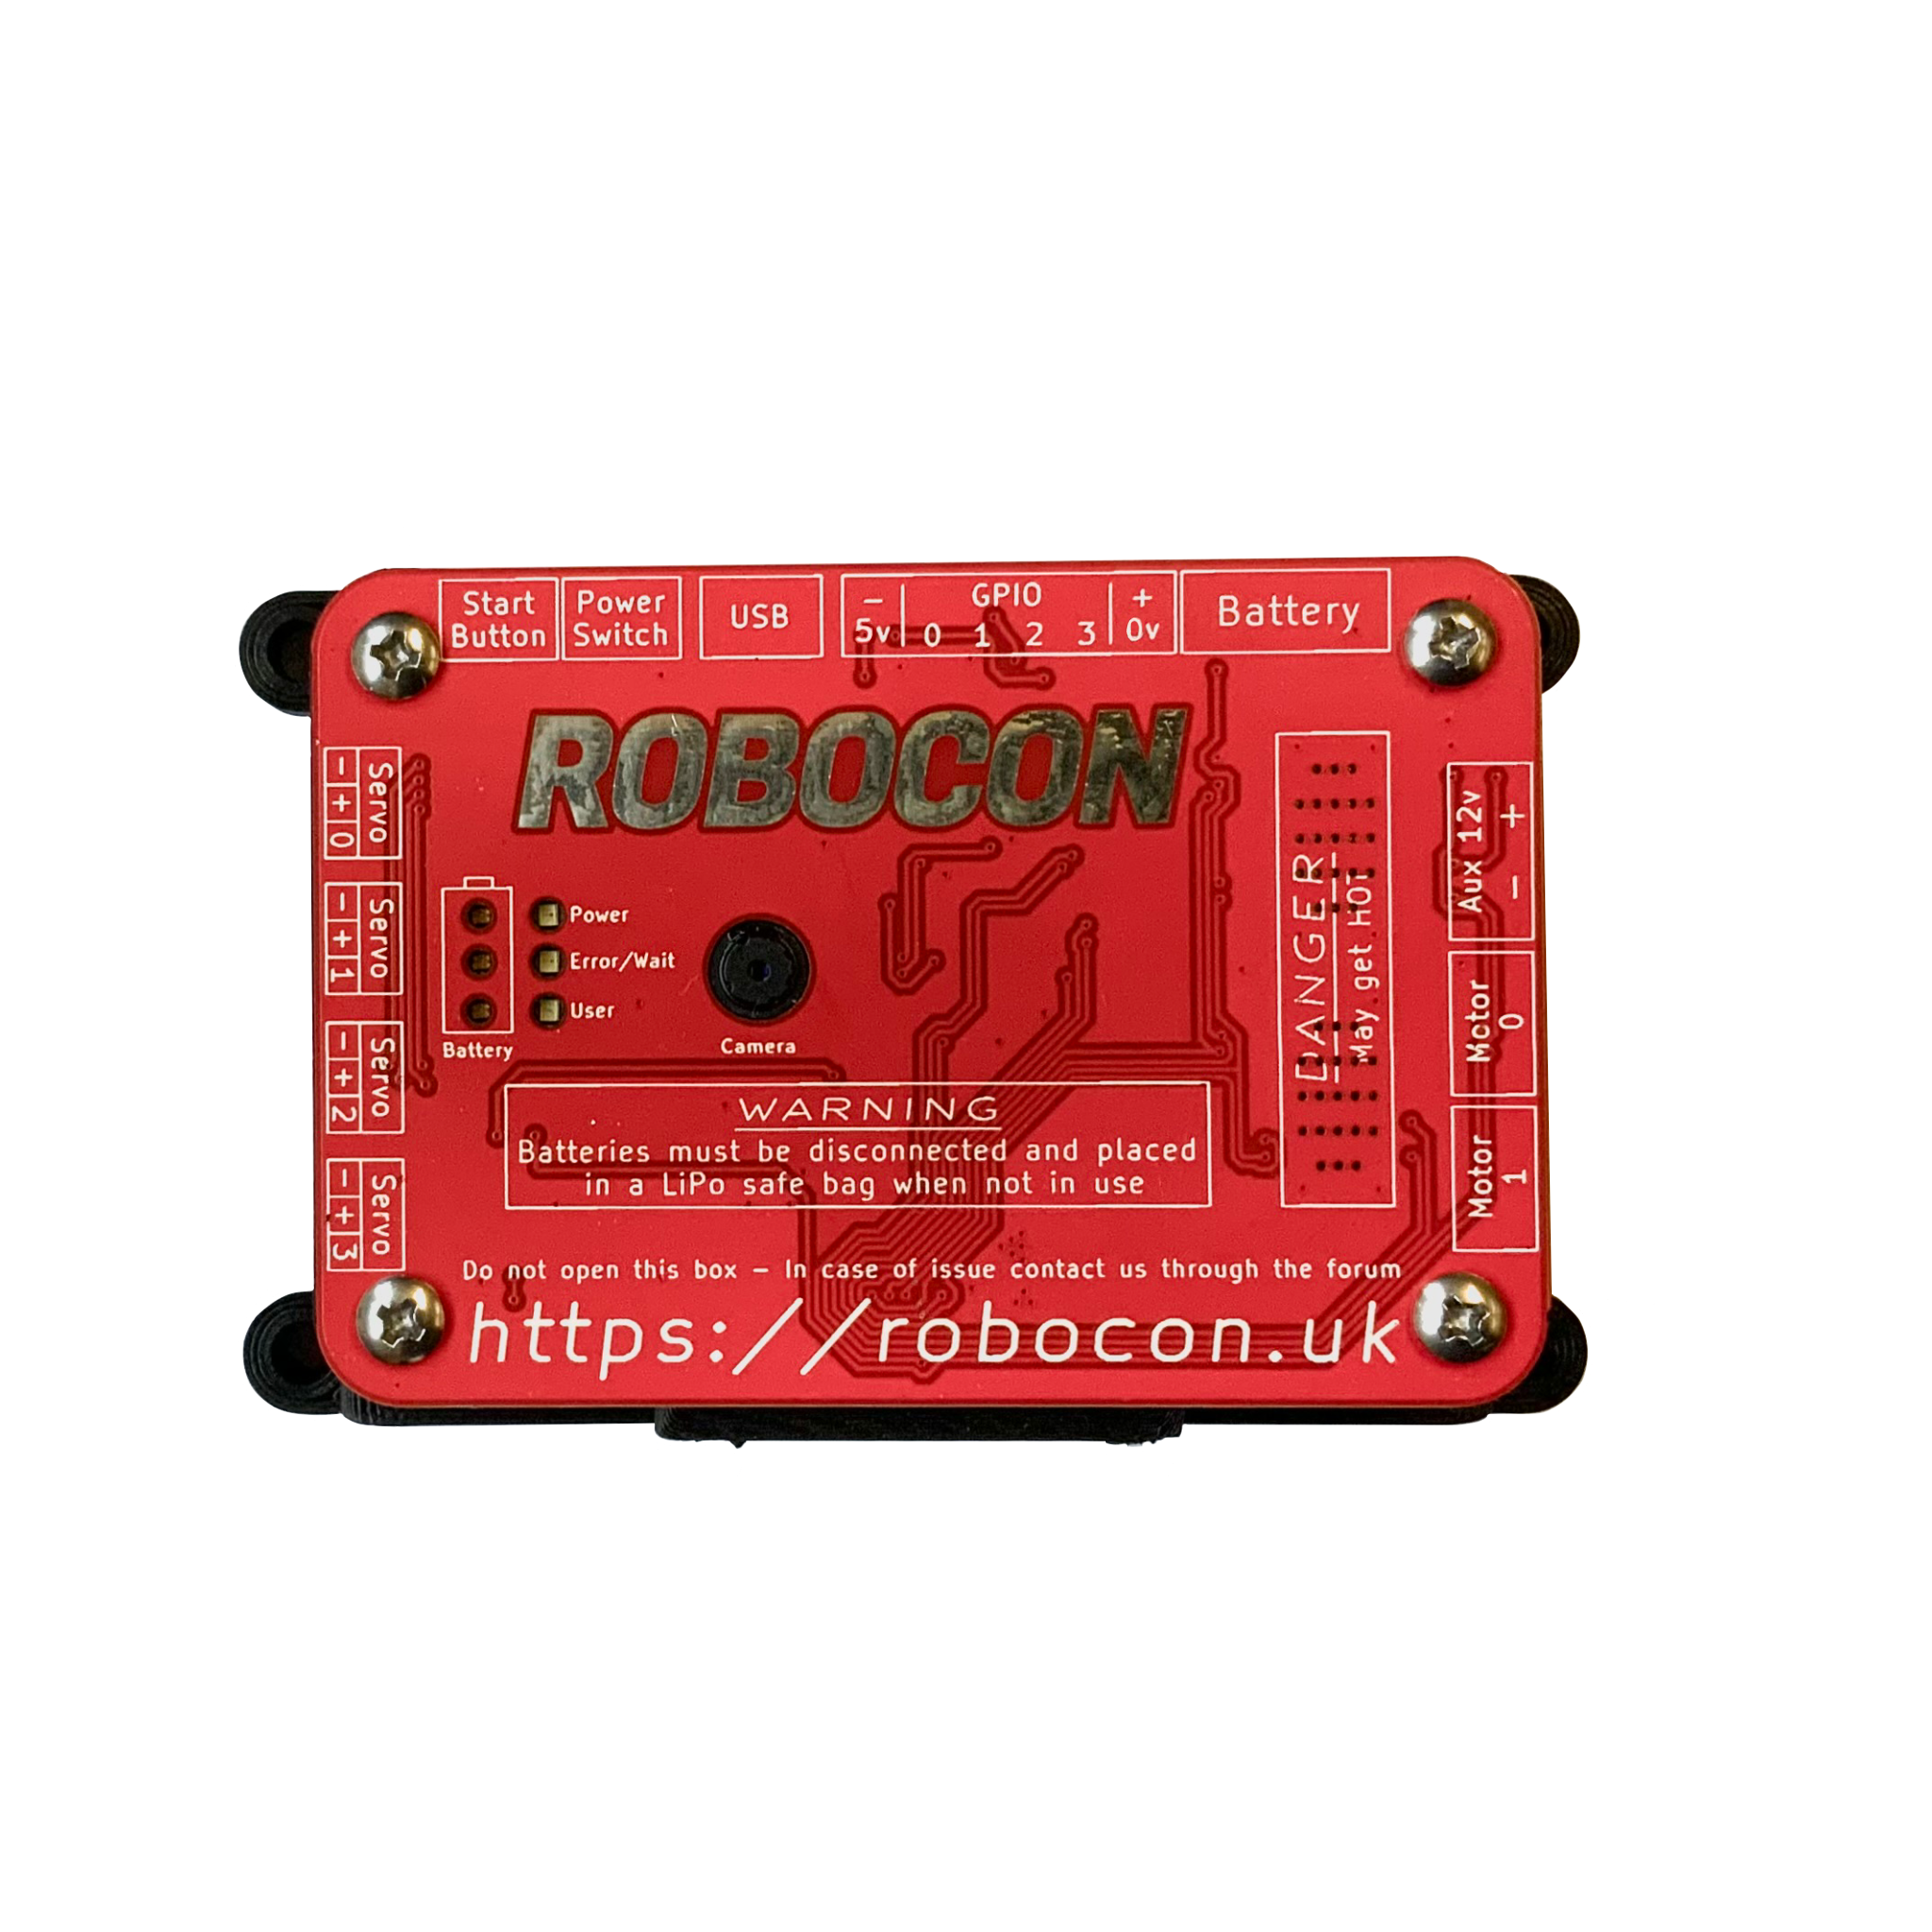 Start
Button
Power
Switch
USB
GPIO
- 5v | 0 1 2 3 | + 0v
Battery
ROBOCON
Servo
- + 0
Servo
- + 1
Servo
- + 2
Servo
- + 3
Power
Error/Wait
User
Battery
Camera
DANGER
May get HOT
Aux 12v
- +
Motor
0
Motor
1
WARNING
Batteries must be disconnected and placed
in a LiPo safe bag when not in use
Do not open this box – In case of issue contact us through the forum
https://robocon.uk